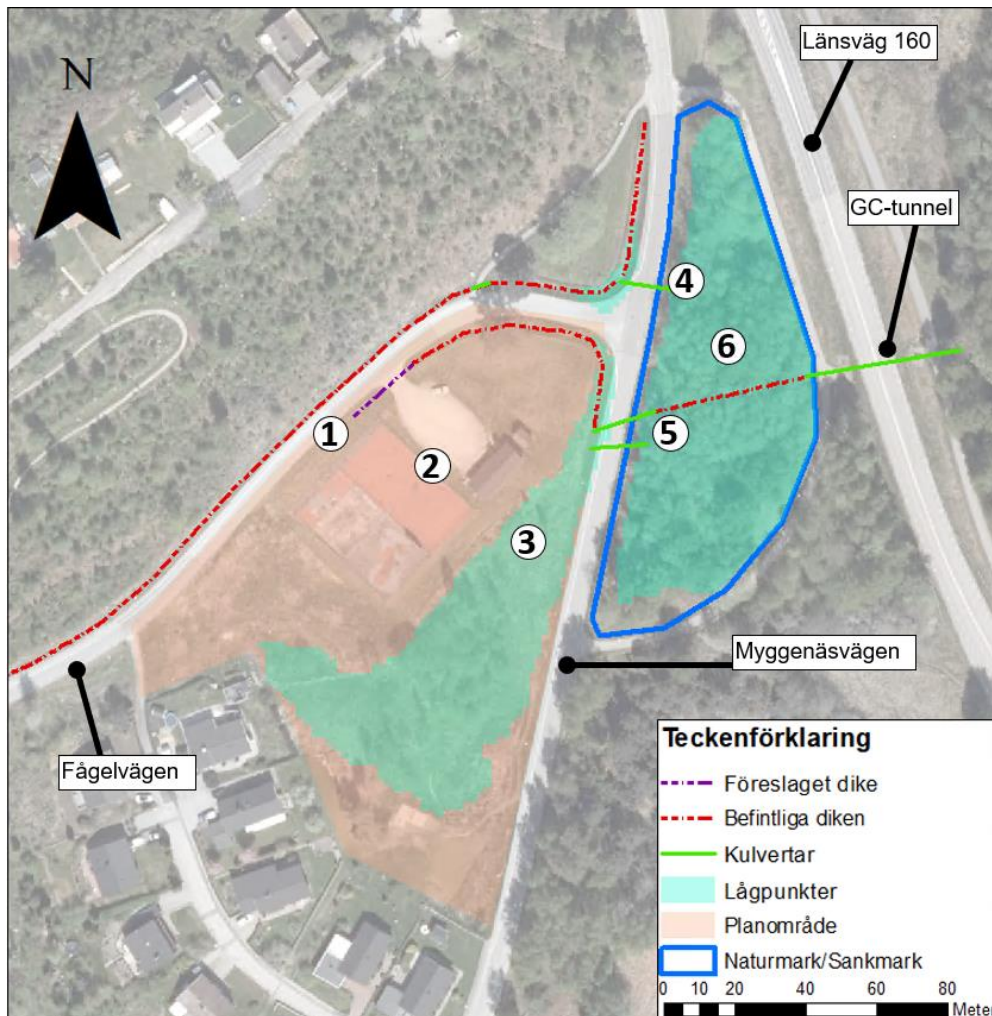 Länsväg 160
N
GC-tunnel
4
6
1
5
2
3
Myggenäsvägen
Fågelvägen
Teckenförklaring
Föreslaget dike
Befintliga diken
Kulvertar
Lågpunkter
Planområde
Naturmark/Sankmark
0 10 20 40 60 80
Meter